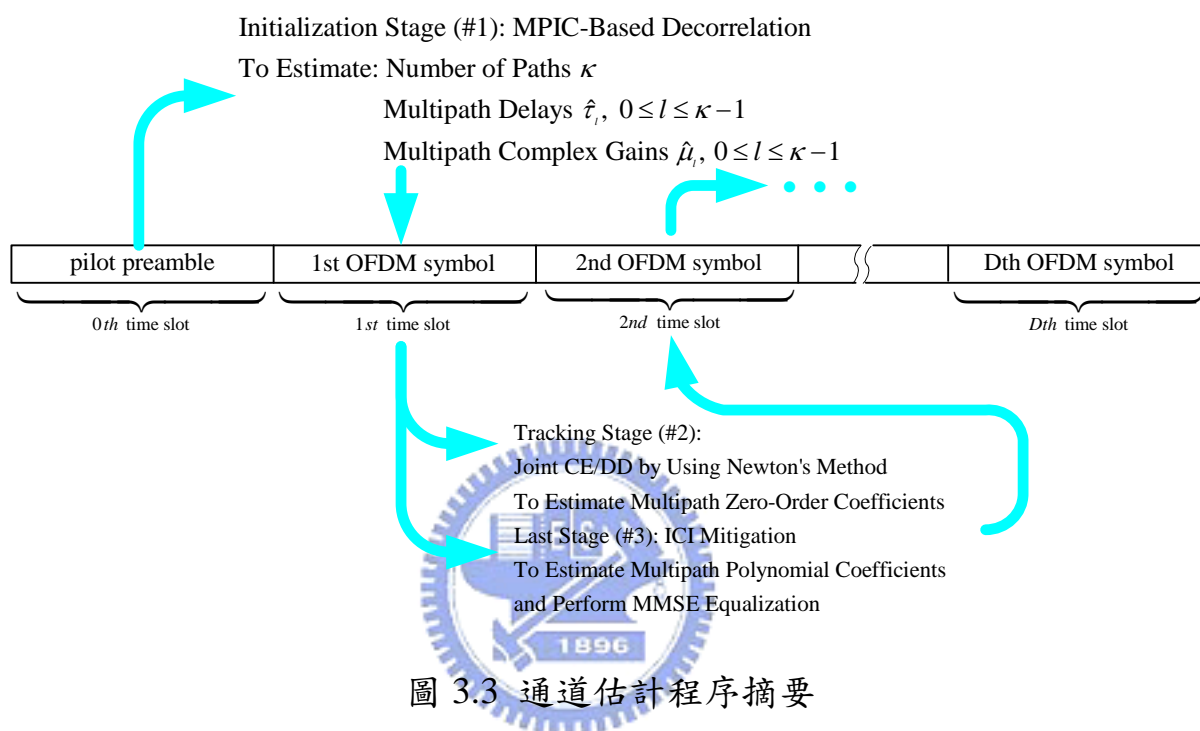 Initialization Stage (#1): MPIC-Based Decorrelation
To Estimate: Number of Paths κ
Multipath Delays τ̂_l, 0 ≤ l ≤ κ−1
Multipath Complex Gains μ̂_l, 0 ≤ l ≤ κ−1
pilot preamble 1st OFDM symbol 2nd OFDM symbol Dth OFDM symbol
0th time slot 1st time slot 2nd time slot Dth time slot
Tracking Stage (#2):
Joint CE/DD by Using Newton's Method
To Estimate Multipath Zero-Order Coefficients
Last Stage (#3): ICI Mitigation
To Estimate Multipath Polynomial Coefficients
and Perform MMSE Equalization
1896
圖 3.3 通道估計程序摘要